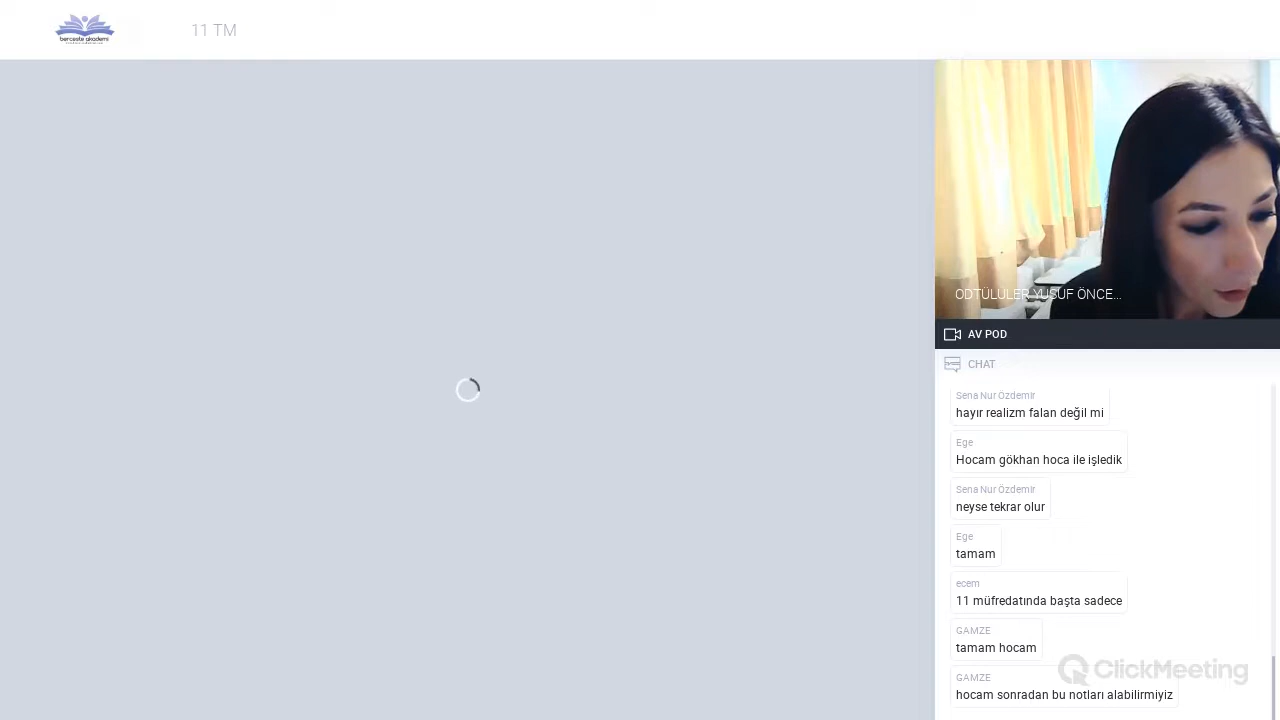 berceste akademi
11 TM
ODTÜLÜLER YUSUF ÖNCE...
AV POD
CHAT
Sena Nur Özdemir
hayır realizm falan değil mi
Ege
Hocam gökhan hoca ile işledik
Sena Nur Özdemir
neyse tekrar olur
Ege
tamam
ecem
11 müfredatında başta sadece
GAMZE
tamam hocam
GAMZE
hocam sonradan bu notları alabilirmiyiz
ClickMeeting